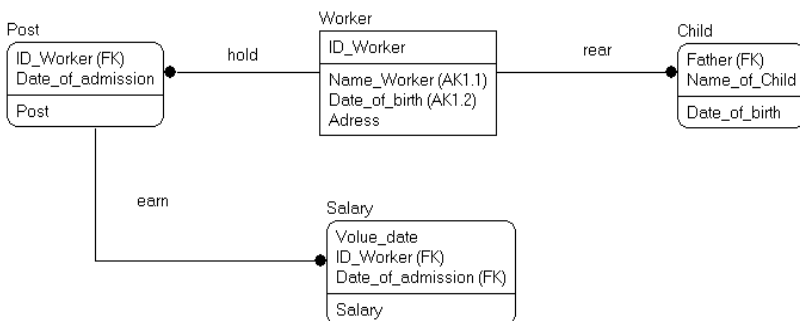 Post
ID_Worker (FK)
Date_of_admission
Post
hold
Worker
ID_Worker
Name_Worker (AK1.1)
Date_of_birth (AK1.2)
Adress
rear
Child
Father (FK)
Name_of_Child
Date_of_birth
earn
Salary
Volue_date
ID_Worker (FK)
Date_of_admission (FK)
Salary